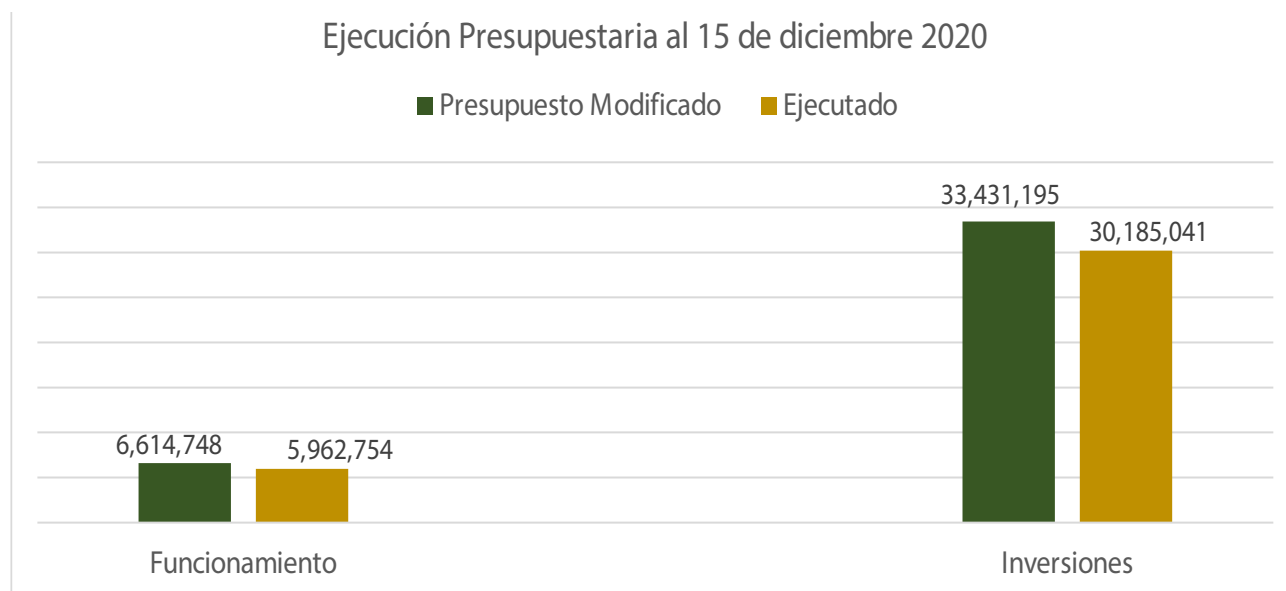 Ejecución Presupuestaria al 15 de diciembre 2020
Presupuesto Modificado Ejecutado
33,431,195
30,185,041
6,614,748
5,962,754
Funcionamiento Inversiones